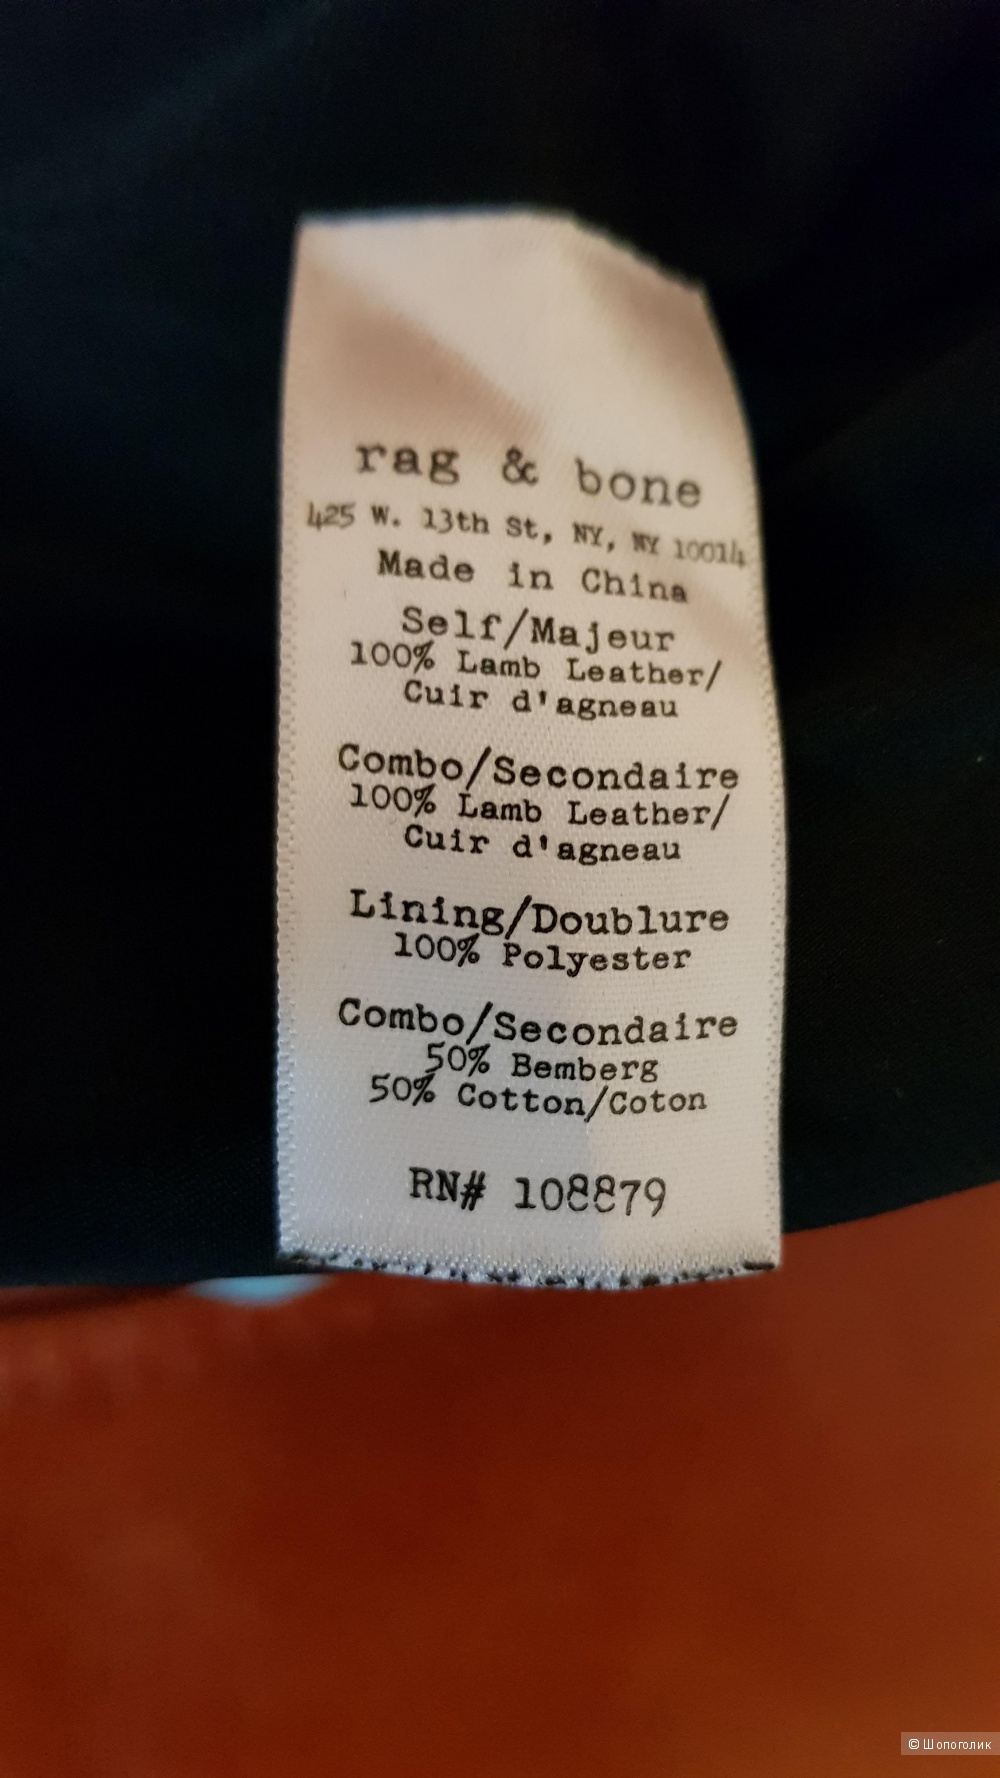 rag & bone
425 W. 13th St, NY, NY 10014
Made in China
Self/Majeur
100% Lamb Leather/
Cuir d'agneau
Combo/Secondaire
100% Lamb Leather/
Cuir d'agneau
Lining/Doublure
100% Polyester
Combo/Secondaire
50% Bemberg
50% Cotton/Coton
RN# 108879
© Шопоголик